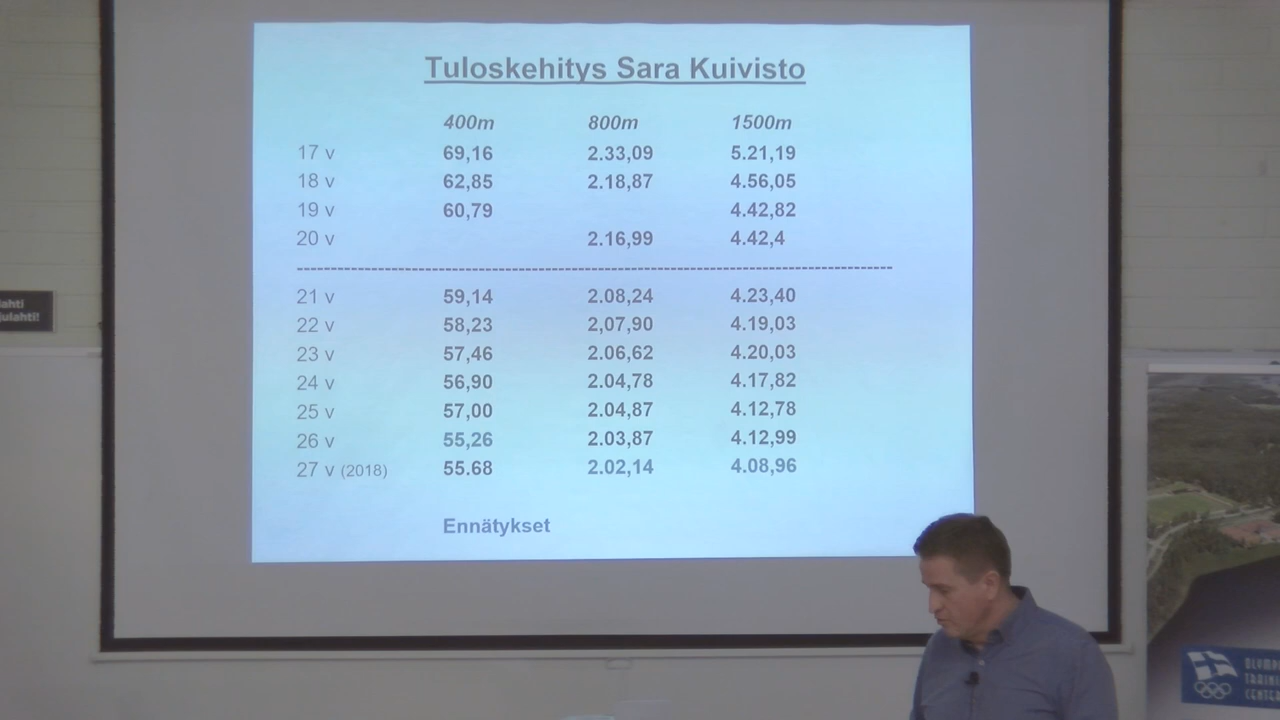 Tuloskehitys Sara Kuivisto
400m 800m 1500m
17 v 69,16 2.33,09 5.21,19
18 v 62,85 2.18,87 4.56,05
19 v 60,79 4.42,82
20 v 2.16,99 4.42,4
--------------------------------------------------------------------------------------
21 v 59,14 2.08,24 4.23,40
22 v 58,23 2,07,90 4.19,03
23 v 57,46 2.06,62 4.20,03
24 v 56,90 2.04,78 4.17,82
25 v 57,00 2.04,87 4.12,78
26 v 55,26 2.03,87 4.12,99
27 v (2018) 55.68 2.02,14 4.08,96
Ennätykset